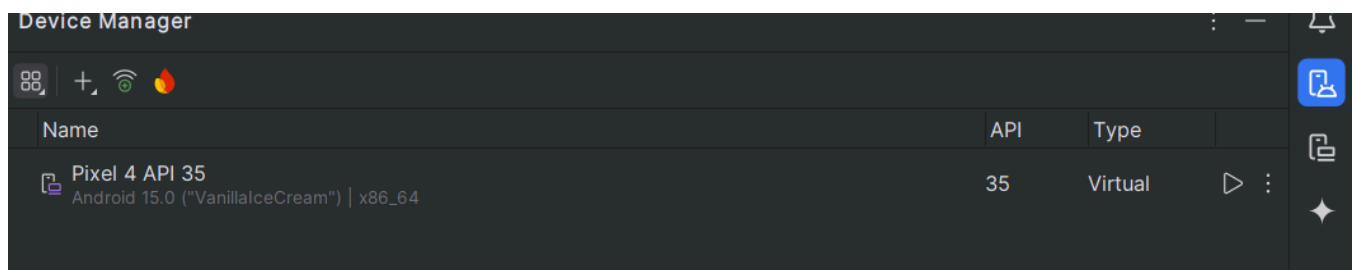 Device Manager
Name API Type
Pixel 4 API 35
Android 15.0 ("VanillaIceCream") | x86_64
35 Virtual